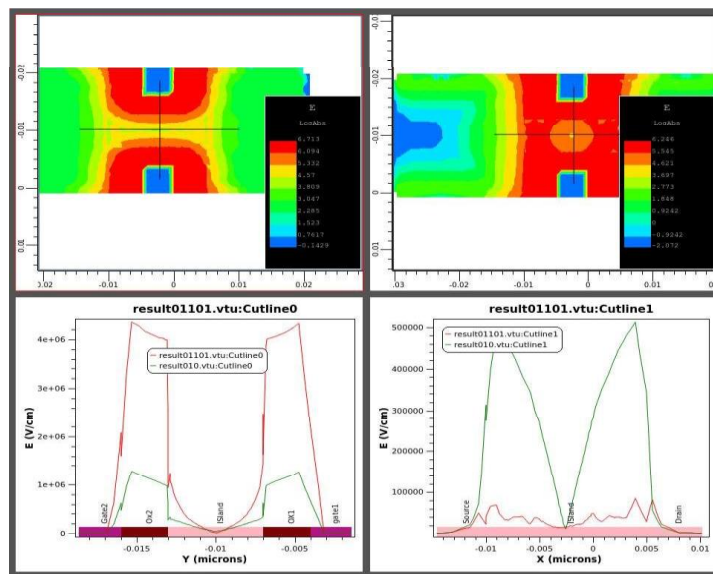 E
LogAbs
6.713
6.094
5.332
4.57
3.809
3.047
2.285
1.523
0.7617
-0.1429
-0.02
-0.01
0
0.01
0.02
-0.01
0
0.01
0.02
E
LogAbs
6.246
5.545
4.621
3.697
2.773
1.848
0.9242
0
-0.9242
-2.072
-0.02
-0.01
0
0.01
.030
-0.02
-0.01
0
0.01
result01101.vtu:Cutline0
result01101.vtu:Cutline0
result010.vtu:Cutline0
E (V/cm)
4e+06
3e+06
2e+06
1e+06
0
Gate2
Ox2
ISland
OX1
gate1
-0.015
-0.01
-0.005
Y (microns)
result01101.vtu:Cutline1
result01101.vtu:Cutline1
result010.vtu:Cutline1
E (V/cm)
500000
400000
300000
200000
100000
Source
ISland
Drain
-0.01
-0.005
0
0.005
0.01
X (microns)